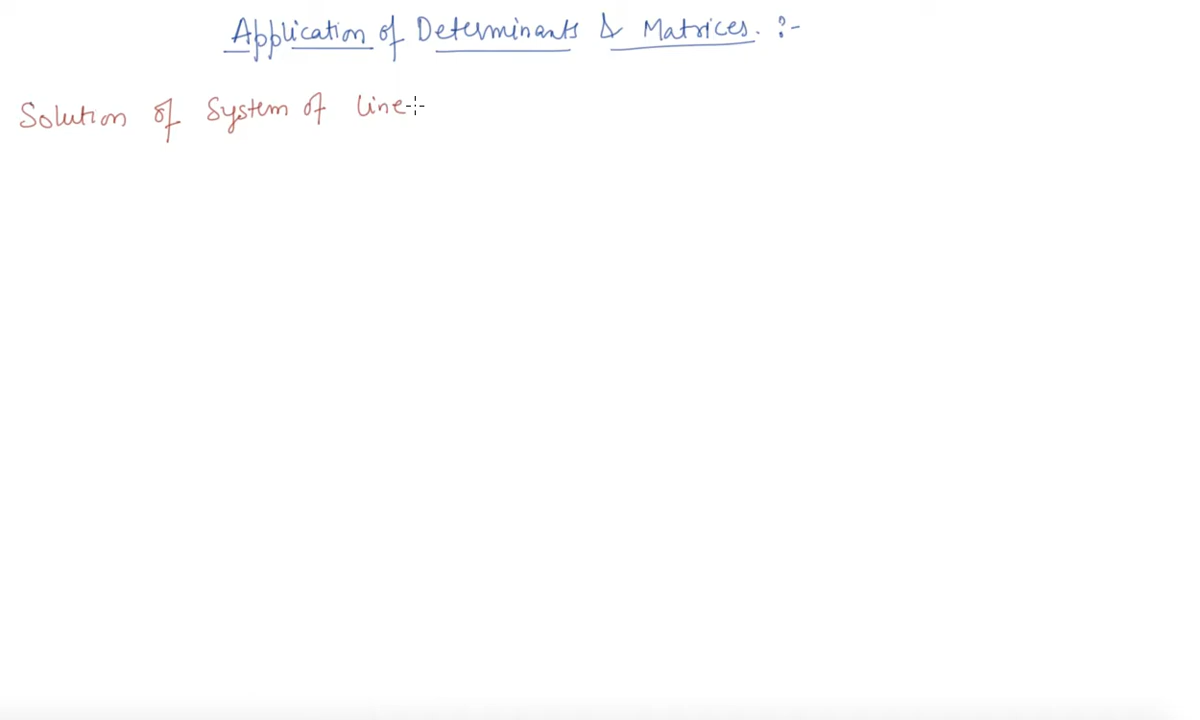 Application of Determinants & Matrices. :-
Solution of System of line